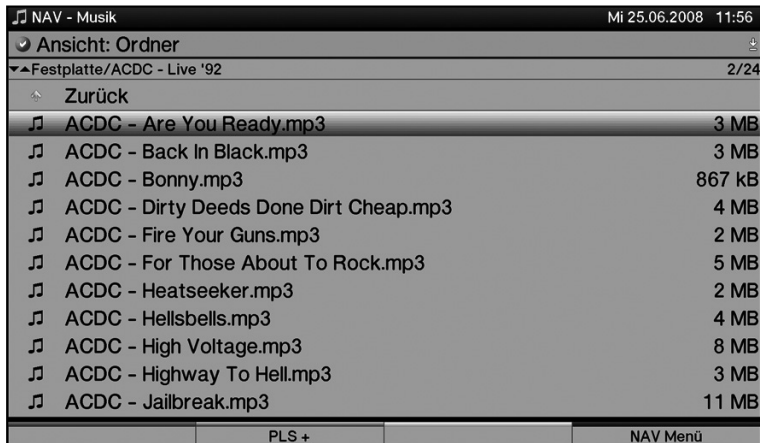 NAV - Musik Mi 25.06.2008 11:56
Ansicht: Ordner
Festplatte/ACDC - Live '92 2/24
Zurück
ACDC - Are You Ready.mp3 3 MB
ACDC - Back In Black.mp3 3 MB
ACDC - Bonny.mp3 867 kB
ACDC - Dirty Deeds Done Dirt Cheap.mp3 4 MB
ACDC - Fire Your Guns.mp3 2 MB
ACDC - For Those About To Rock.mp3 5 MB
ACDC - Heatseeker.mp3 2 MB
ACDC - Hellsbells.mp3 4 MB
ACDC - High Voltage.mp3 8 MB
ACDC - Highway To Hell.mp3 3 MB
ACDC - Jailbreak.mp3 11 MB
PLS + NAV Menü